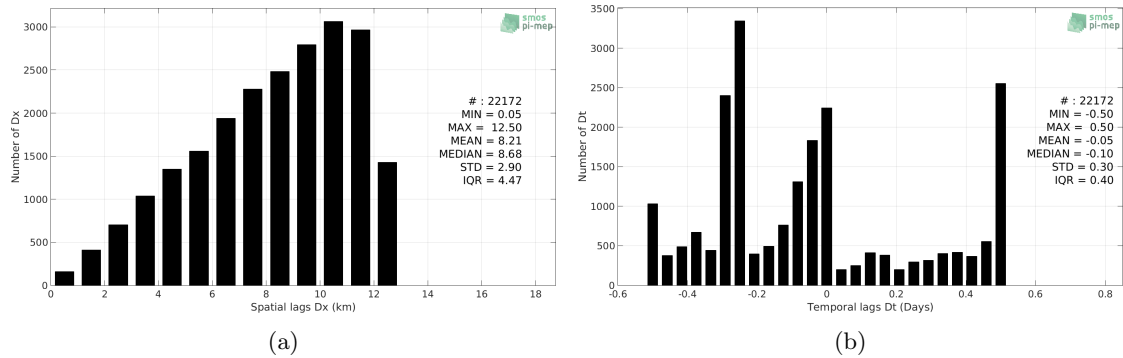 3000
2500
2000
1500
1000
500
0
Number of Dx
smos
pi-mep
# : 22172
MIN = 0.05
MAX = 12.50
MEAN = 8.21
MEDIAN = 8.68
STD = 2.90
IQR = 4.47
0 2 4 6 8 10 12 14 16 18
Spatial lags Dx (km)
(a)
3500
3000
2500
2000
1500
1000
500
0
Number of Dt
smos
pi-mep
# : 22172
MIN = -0.50
MAX = 0.50
MEAN = -0.05
MEDIAN = -0.10
STD = 0.30
IQR = 0.40
-0.6 -0.4 -0.2 0 0.2 0.4 0.6 0.8
Temporal lags Dt (Days)
(b)